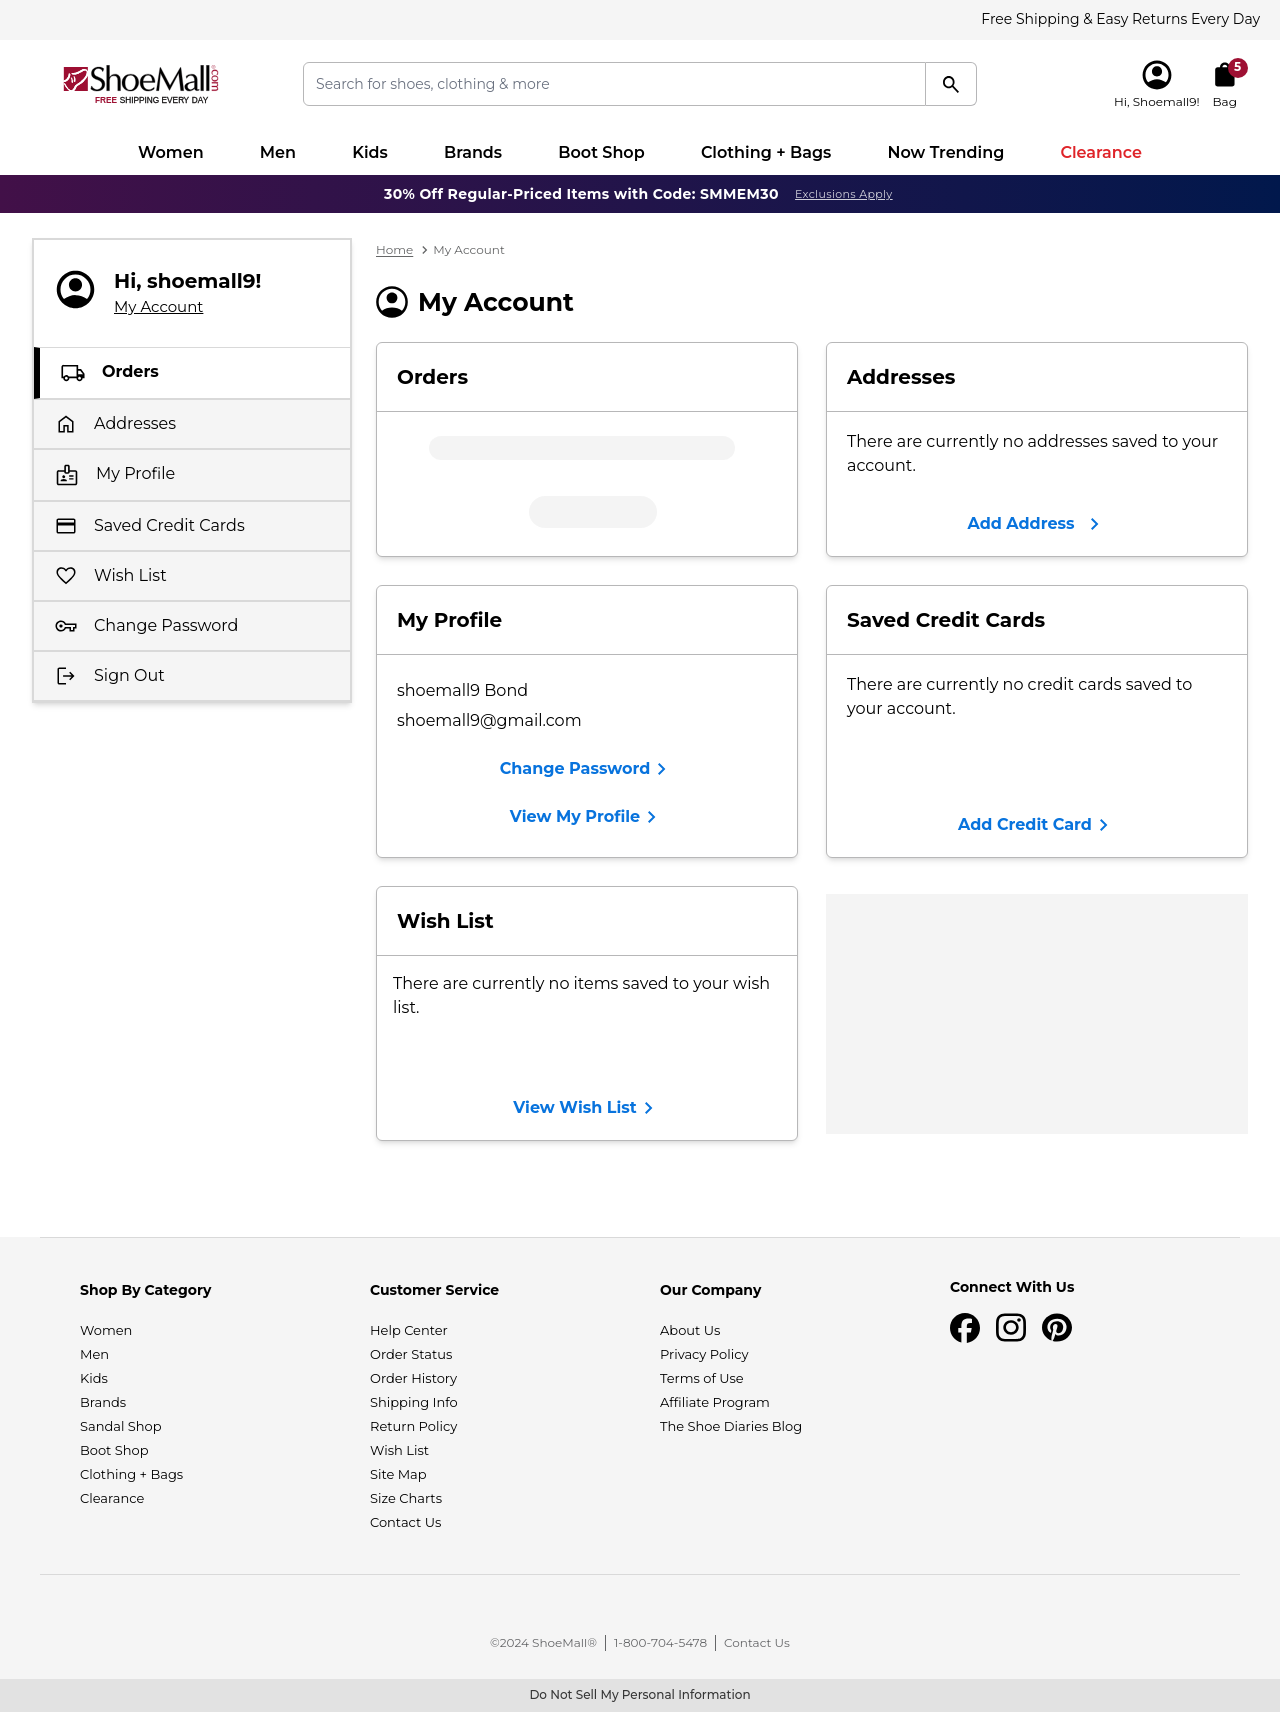 Free Shipping & Easy Returns Every Day
ShoeMall.com
FREE SHIPPING EVERY DAY
Search for shoes, clothing & more
5
Hi, Shoemall9!
Bag
Women
Men
Kids
Brands
Boot Shop
Clothing + Bags
Now Trending
Clearance
30% Off Regular-Priced Items with Code: SMMEM30 Exclusions Apply
Hi, shoemall9!
My Account
Orders
Addresses
My Profile
Saved Credit Cards
Wish List
Change Password
Sign Out
Home
My Account
My Account
Orders
Addresses
There are currently no addresses saved to your
account.
Add Address
My Profile
shoemall9 Bond
shoemall9@gmail.com
Change Password
View My Profile
Saved Credit Cards
There are currently no credit cards saved to
your account.
Add Credit Card
Wish List
There are currently no items saved to your wish
list.
View Wish List
Shop By Category
Women
Men
Kids
Brands
Sandal Shop
Boot Shop
Clothing + Bags
Clearance
Customer Service
Help Center
Order Status
Order History
Shipping Info
Return Policy
Wish List
Site Map
Size Charts
Contact Us
Our Company
About Us
Privacy Policy
Terms of Use
Affiliate Program
The Shoe Diaries Blog
Connect With Us
©2024 ShoeMall®
1-800-704-5478
Contact Us
Do Not Sell My Personal Information